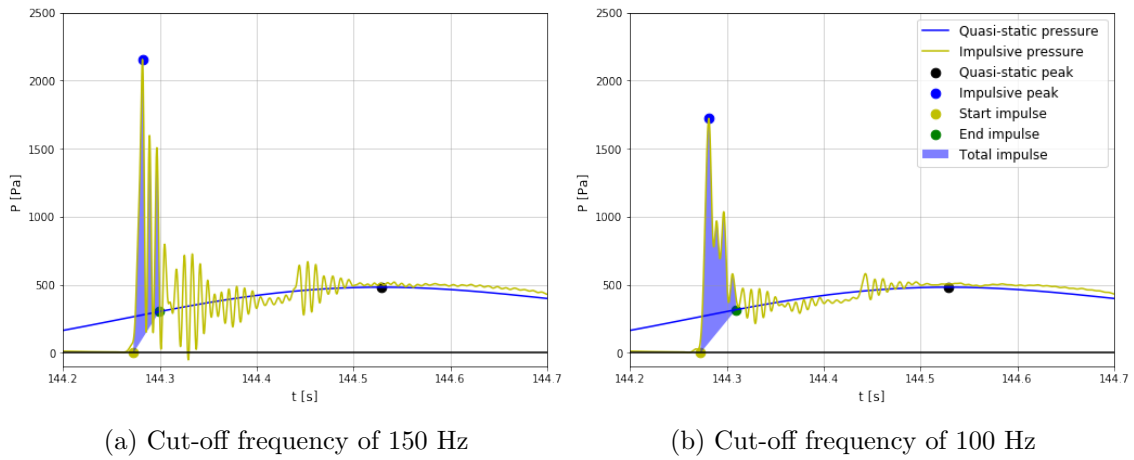 2500
2000
1500
1000
500
0
P [Pa]
144.2 144.3 144.4 144.5 144.6 144.7
t [s]
(a) Cut-off frequency of 150 Hz
2500
2000
1500
1000
500
0
P [Pa]
Quasi-static pressure
Impulsive pressure
Quasi-static peak
Impulsive peak
Start impulse
End impulse
Total impulse
144.2 144.3 144.4 144.5 144.6 144.7
t [s]
(b) Cut-off frequency of 100 Hz